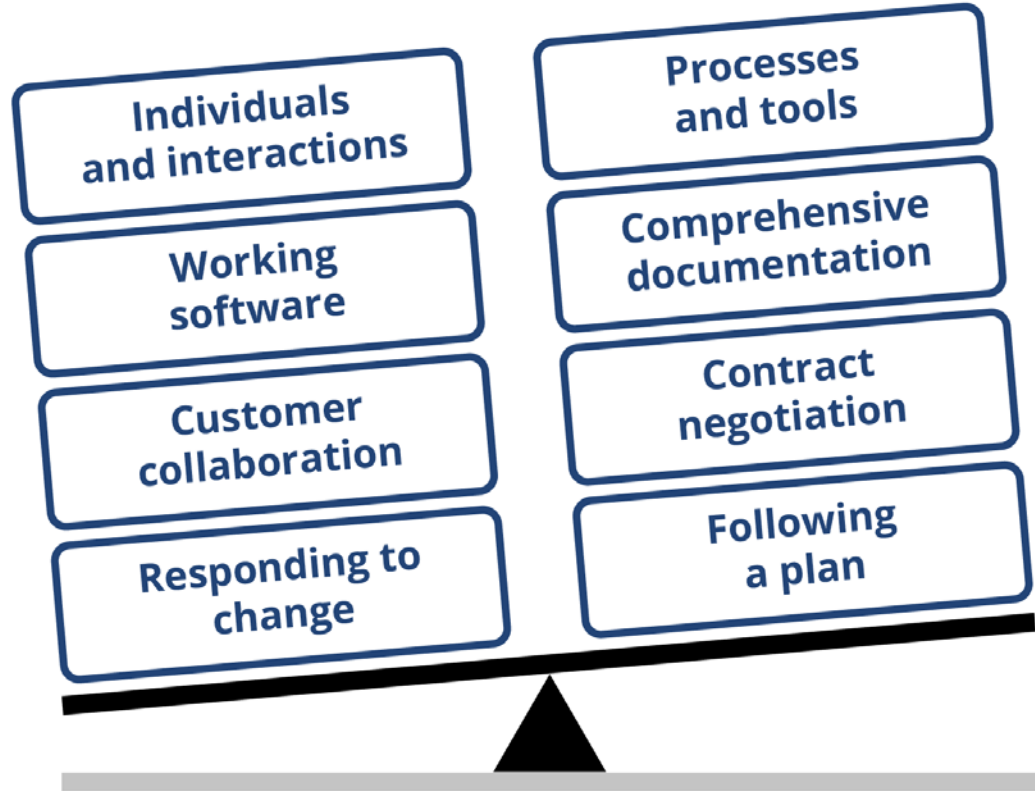 Individuals
and interactions
Working
software
Customer
collaboration
Responding to
change
Processes
and tools
Comprehensive
documentation
Contract
negotiation
Following
a plan